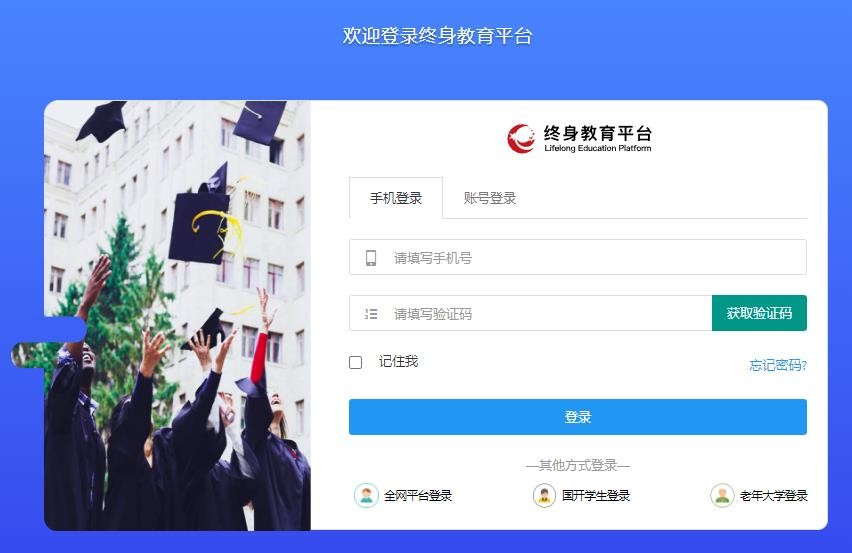 欢迎登录终身教育平台
终身教育平台
Lifelong Education Platform
手机登录 账号登录
请填写手机号
请填写验证码 获取验证码
记住我 忘记密码?
登录
—其他方式登录—
全网平台登录 国开学生登录 老年大学登录